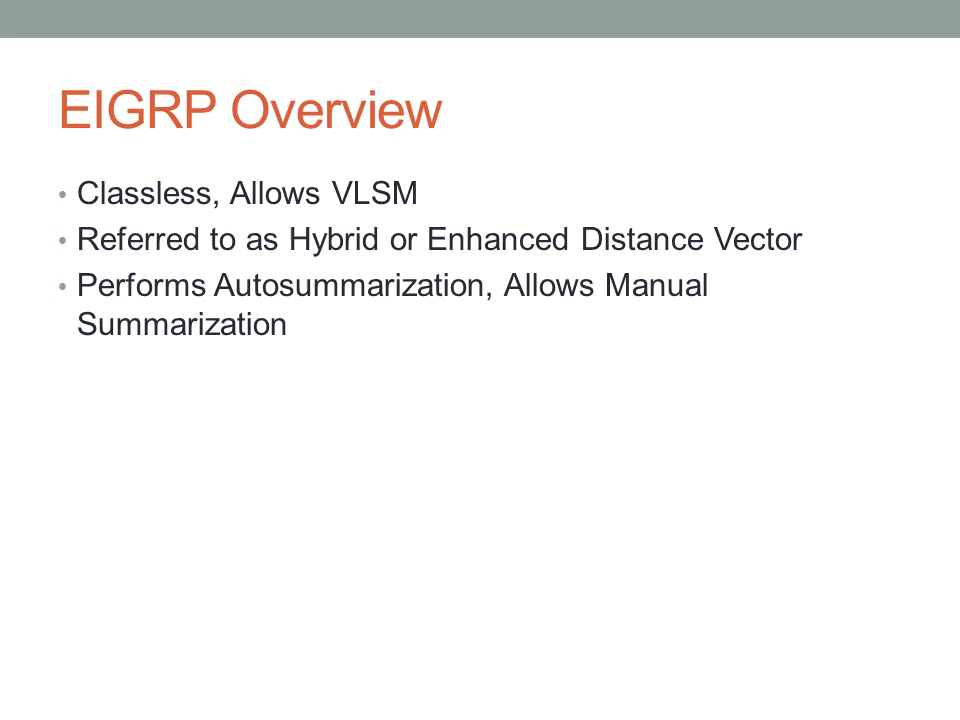 EIGRP Overview
• Classless, Allows VLSM
• Referred to as Hybrid or Enhanced Distance Vector
• Performs Autosummarization, Allows Manual
Summarization